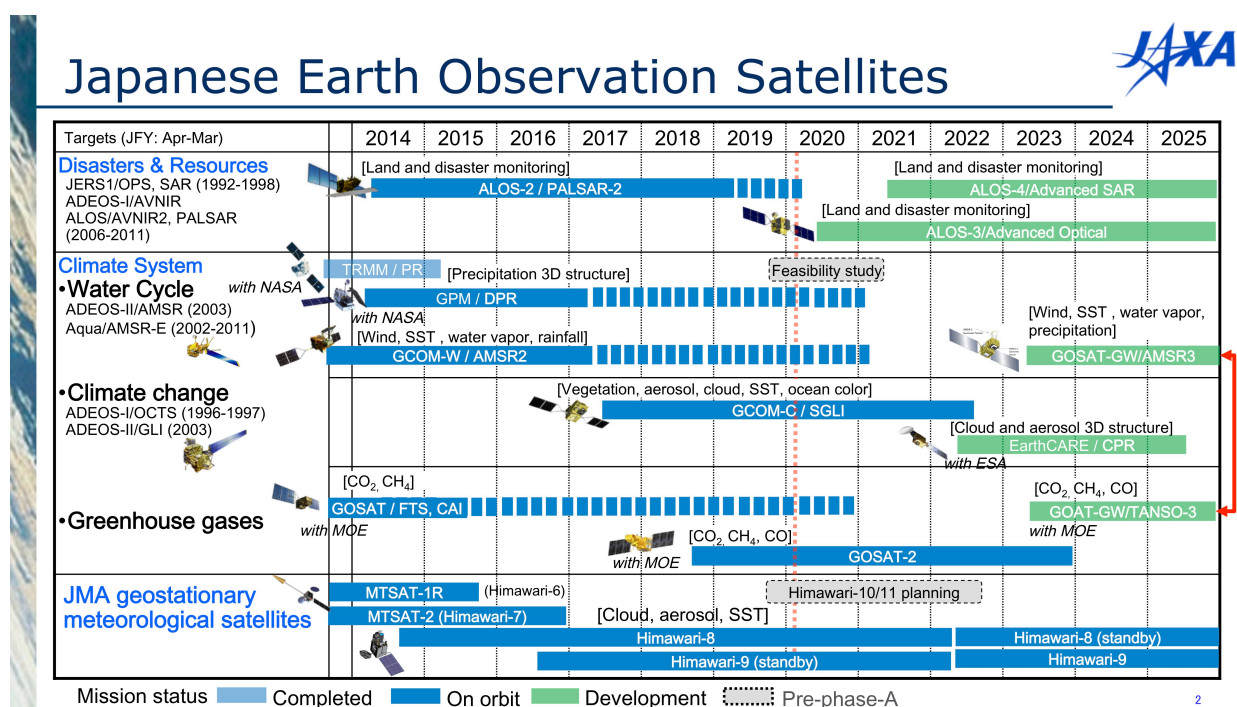 Japanese Earth Observation Satellites
JAXA
Targets (JFY: Apr-Mar)
2014 2015 2016 2017 2018 2019 2020 2021 2022 2023 2024 2025
Disasters & Resources
JERS1/OPS, SAR (1992-1998)
ADEOS-I/AVNIR
ALOS/AVNIR2, PALSAR
(2006-2011)
[Land and disaster monitoring]
ALOS-2 / PALSAR-2
[Land and disaster monitoring]
ALOS-4/Advanced SAR
[Land and disaster monitoring]
ALOS-3/Advanced Optical
Climate System
•Water Cycle
ADEOS-II/AMSR (2003)
Aqua/AMSR-E (2002-2011)
with NASA
TRMM / PR
[Precipitation 3D structure]
Feasibility study
GPM / DPR
with NASA
[Wind, SST , water vapor, rainfall]
GCOM-W / AMSR2
[Wind, SST , water vapor,
precipitation]
GOSAT-GW/AMSR3
•Climate change
ADEOS-I/OCTS (1996-1997)
ADEOS-II/GLI (2003)
[Vegetation, aerosol, cloud, SST, ocean color]
GCOM-C / SGLI
[Cloud and aerosol 3D structure]
EarthCARE / CPR
with ESA
•Greenhouse gases
[CO2, CH4]
GOSAT / FTS, CAI
with MOE
[CO2, CH4, CO]
GOAT-GW/TANSO-3
with MOE
[CO2, CH4, CO]
with MOE
GOSAT-2
JMA geostationary
meteorological satellites
MTSAT-1R
(Himawari-6)
Himawari-10/11 planning
MTSAT-2 (Himawari-7)
[Cloud, aerosol, SST]
Himawari-8
Himawari-8 (standby)
Himawari-9 (standby)
Himawari-9
Mission status Completed On orbit Development Pre-phase-A
2